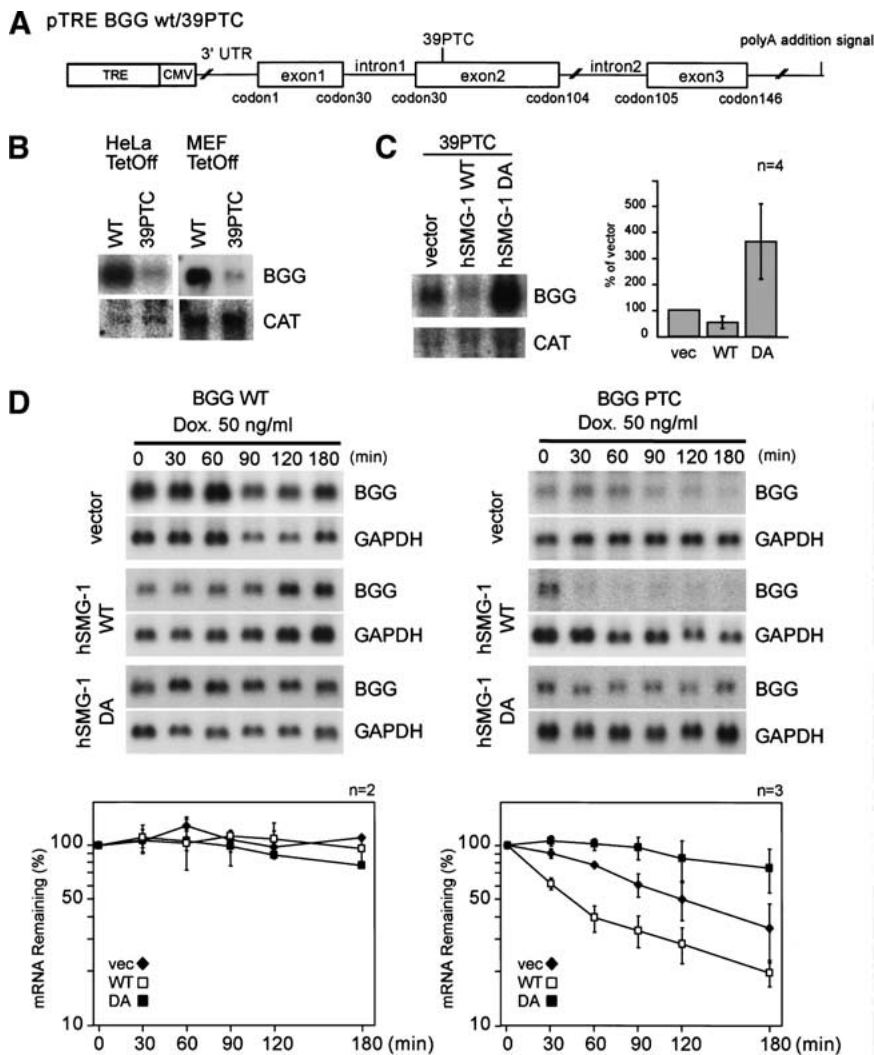 A
pTRE BGG wt/39PTC
39PTC
3' UTR
intron1
intron2
polyA addition signal
TRE
CMV
exon1
exon2
exon3
codon1
codon30
codon30
codon104
codon105
codon146
B
HeLa TetOff
MEF TetOff
WT
39PTC
WT
39PTC
BGG
CAT
C
39PTC
vector
hSMG-1 WT
hSMG-1 DA
BGG
CAT
n=4
% of vector
500
400
300
200
100
0
vec
WT
DA
D
BGG WT
Dox. 50 ng/ml
0 30 60 90 120 180 (min)
vector
BGG
GAPDH
hSMG-1 WT
BGG
GAPDH
hSMG-1 DA
BGG
GAPDH
BGG PTC
Dox. 50 ng/ml
0 30 60 90 120 180 (min)
vector
BGG
GAPDH
hSMG-1 WT
BGG
GAPDH
hSMG-1 DA
BGG
GAPDH
n=2
mRNA Remaining (%)
100
50
10
vec
WT
DA
0 30 60 90 120 180 (min)
n=3
mRNA Remaining (%)
100
50
10
vec
WT
DA
0 30 60 90 120 180 (min)